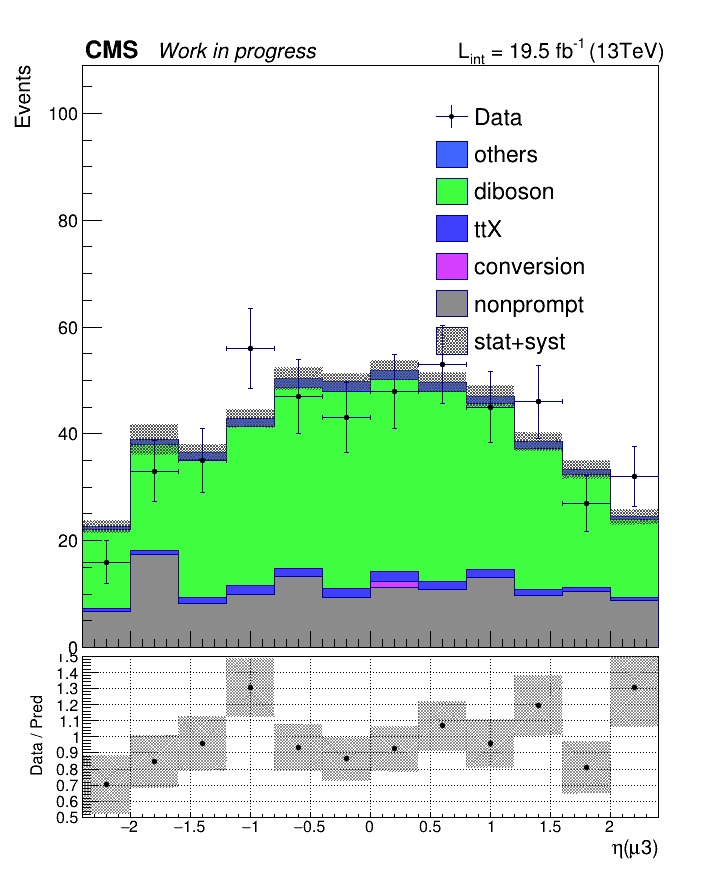 CMS Work in progress L_int = 19.5 fb^-1 (13TeV)
Events
100
80
60
40
20
0
Data
others
diboson
ttX
conversion
nonprompt
stat+syst
Data / Pred
1.5
1.4
1.3
1.2
1.1
1
0.9
0.8
0.7
0.6
0.5
−2 −1.5 −1 −0.5 0 0.5 1 1.5 2
η(μ3)